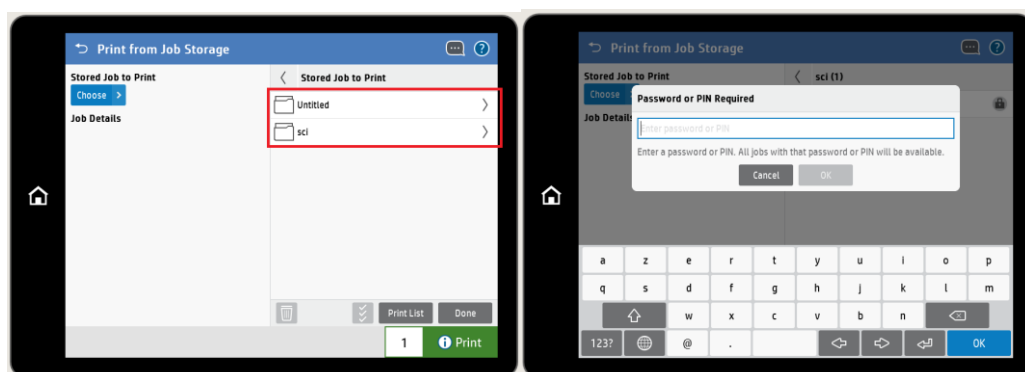 Print from Job Storage
Stored Job to Print
Choose >
Job Details
Stored Job to Print
Untitled
sci
Print List
Done
1
Print
Print from Job Storage
Stored Job to Print
Choose
Job Details
sci (1)
Password or PIN Required
Enter password or PIN
Enter a password or PIN. All jobs with that password or PIN will be available.
Cancel
OK
a z e r t y u i o p
q s d f g h j k l m
w x c v b n
123? @ . OK